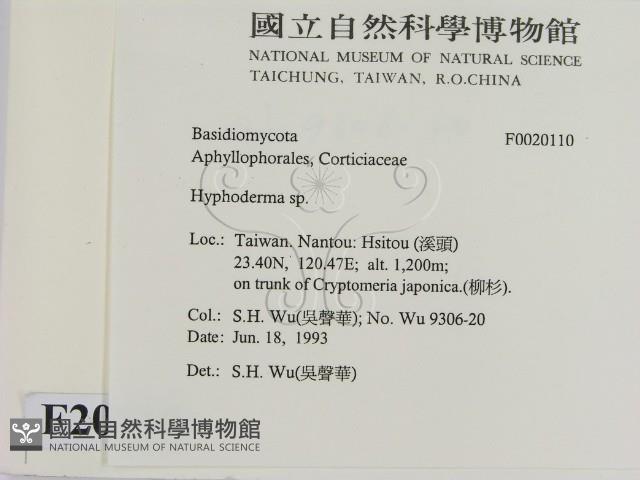 國立自然科學博物館
NATIONAL MUSEUM OF NATURAL SCIENCE
TAICHUNG, TAIWAN, R.O.CHINA
Basidiomycota F0020110
Aphyllophorales, Corticiaceae
Hyphoderma sp.
Loc.: Taiwan. Nantou: Hsitou (溪頭)
23.40N, 120.47E; alt. 1,200m;
on trunk of Cryptomeria japonica.(柳杉).
Col.: S.H. Wu(吳聲華); No. Wu 9306-20
Date: Jun. 18, 1993
Det.: S.H. Wu(吳聲華)
F20
國立自然科學博物館
NATIONAL MUSEUM OF NATURAL SCIENCE